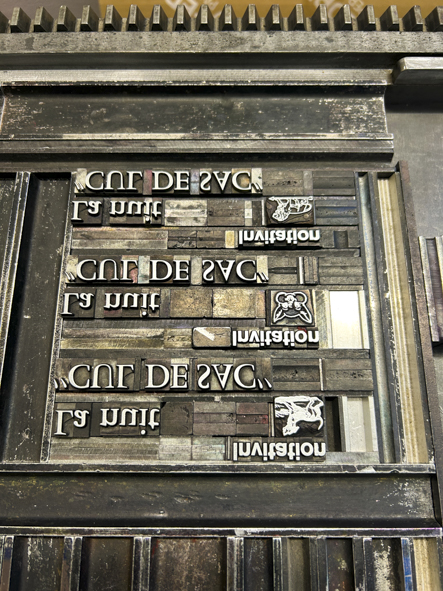 "CUL DE SAC"
La nuit
Invitation
"CUL DE SAC"
La nuit
Invitation
"CUL DE SAC"
La nuit
Invitation